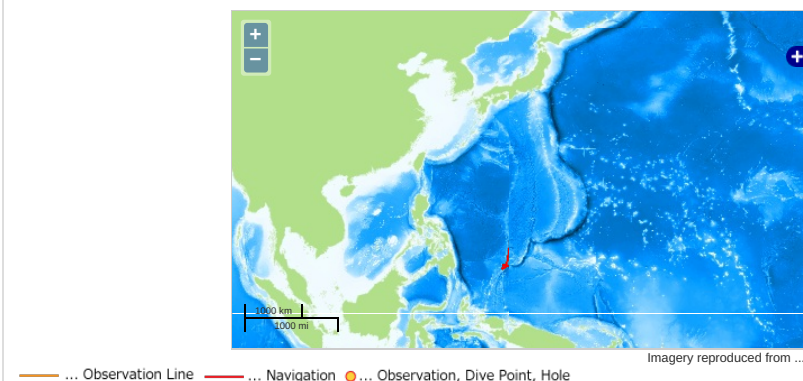 +
−
+
1000 km
1000 mi
Imagery reproduced from ...
... Observation Line ... Navigation ... Observation, Dive Point, Hole